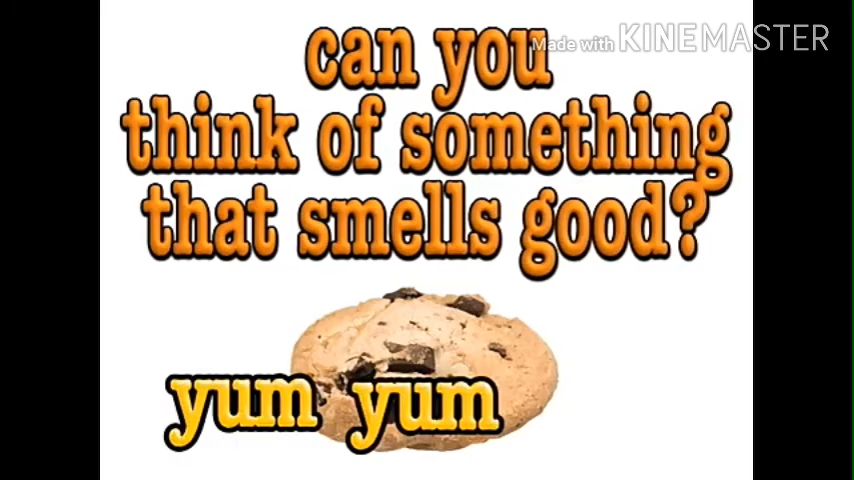 Made with KINEMASTER
can you
think of something
that smells good?
yum yum